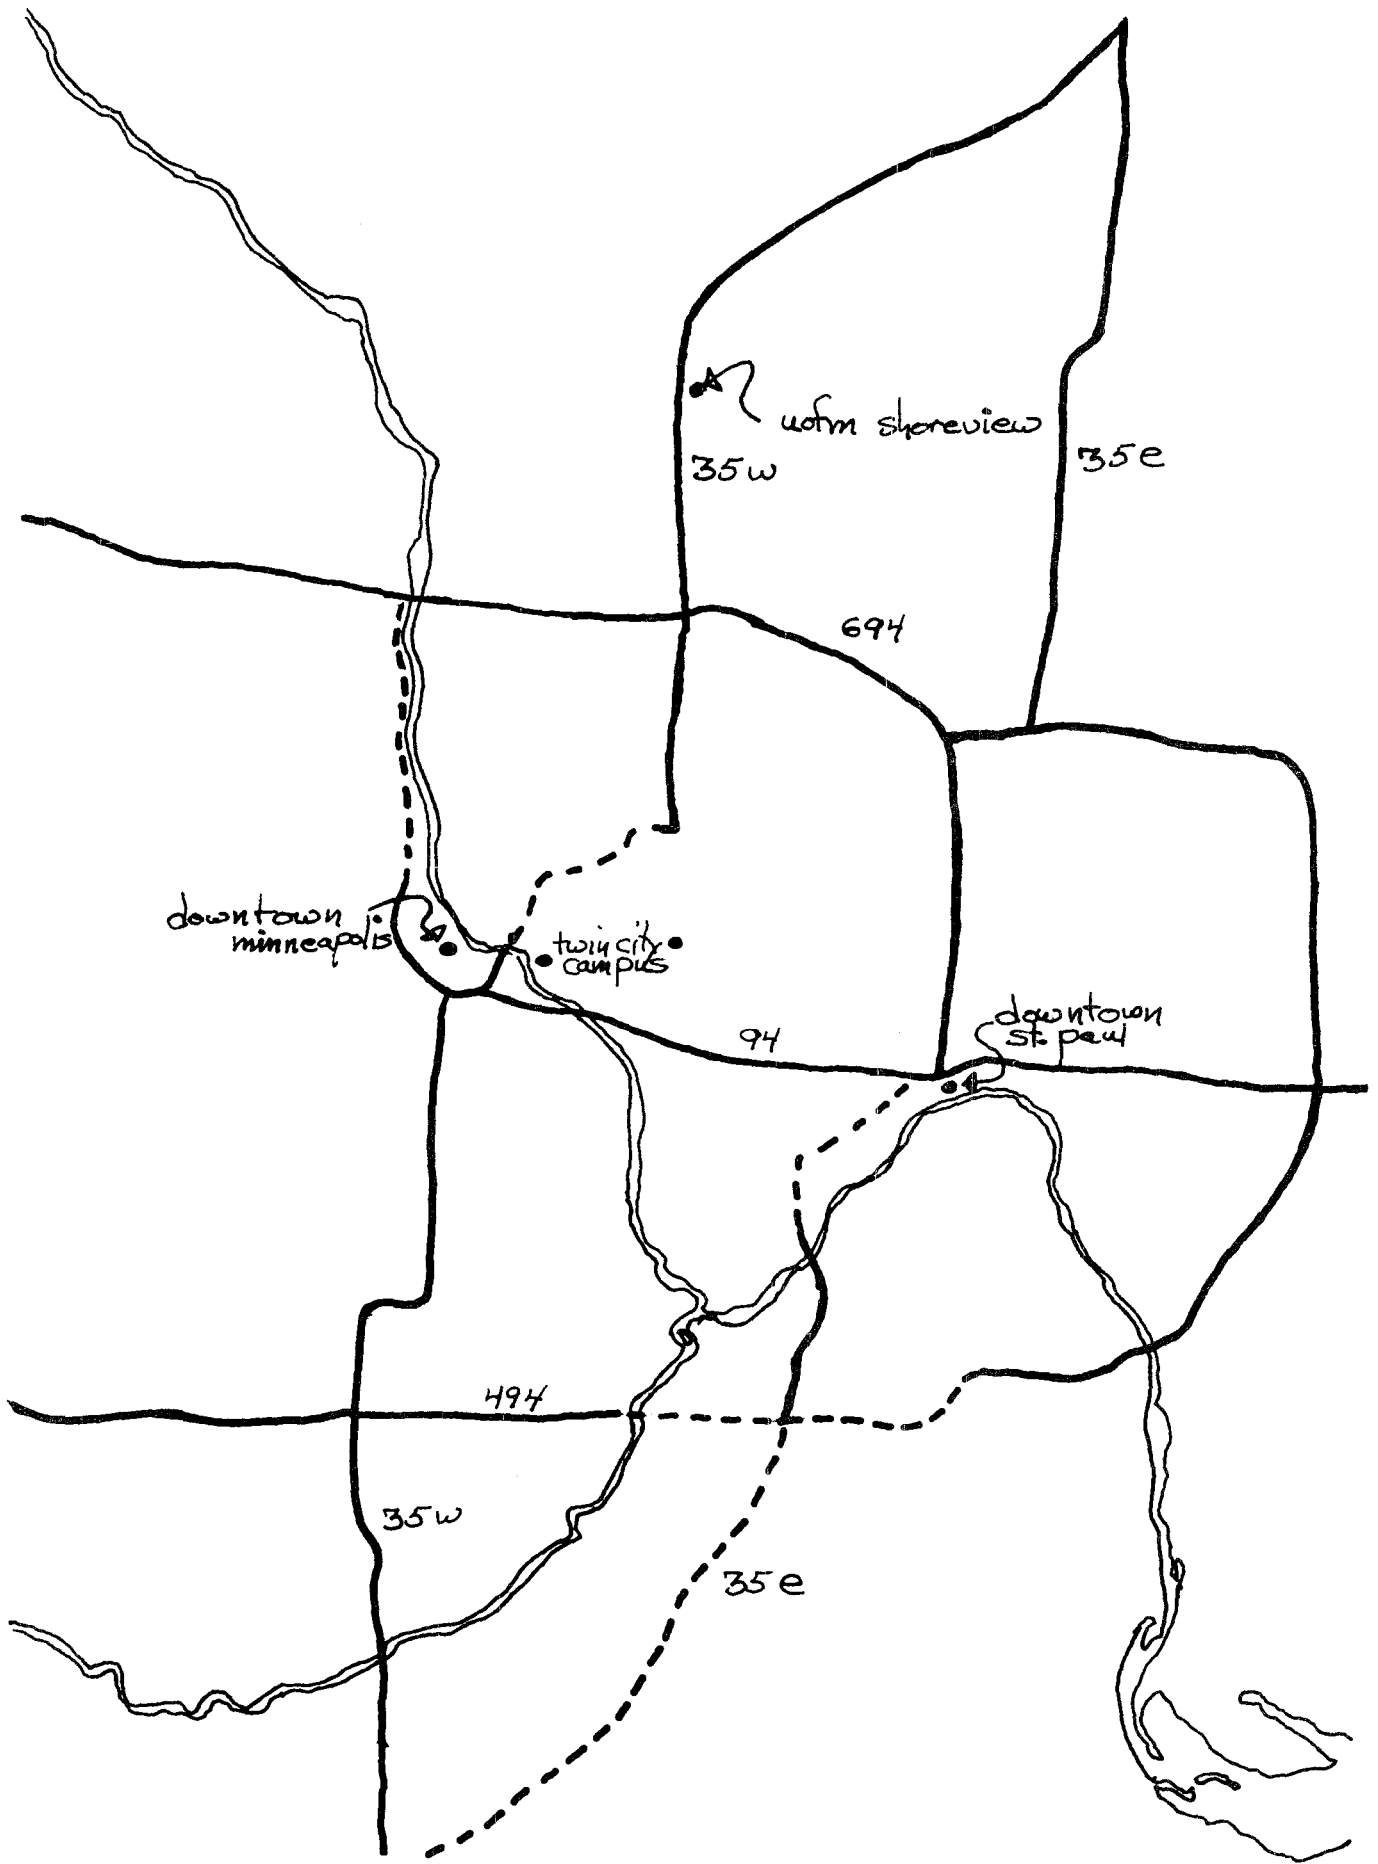 uofm shoreview
35w
35e
694
downtown
minneapolis
twin city
campus
downtown
st. paul
94
494
35w
35e